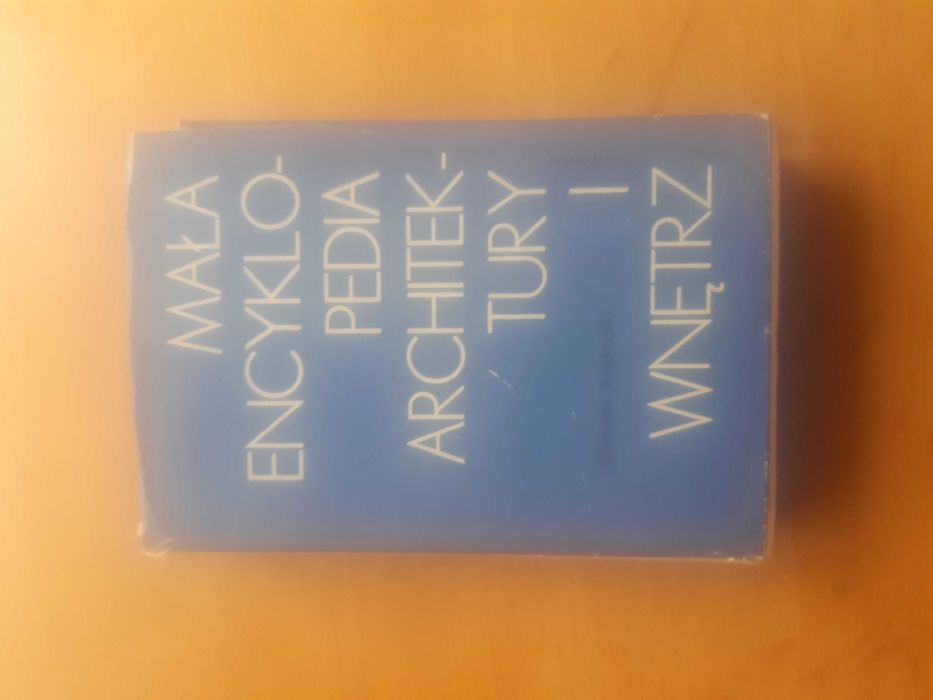 MAŁA
ENCYKLO-
PEDIA
ARCHITEK-
TURY
I
WNĘTRZ